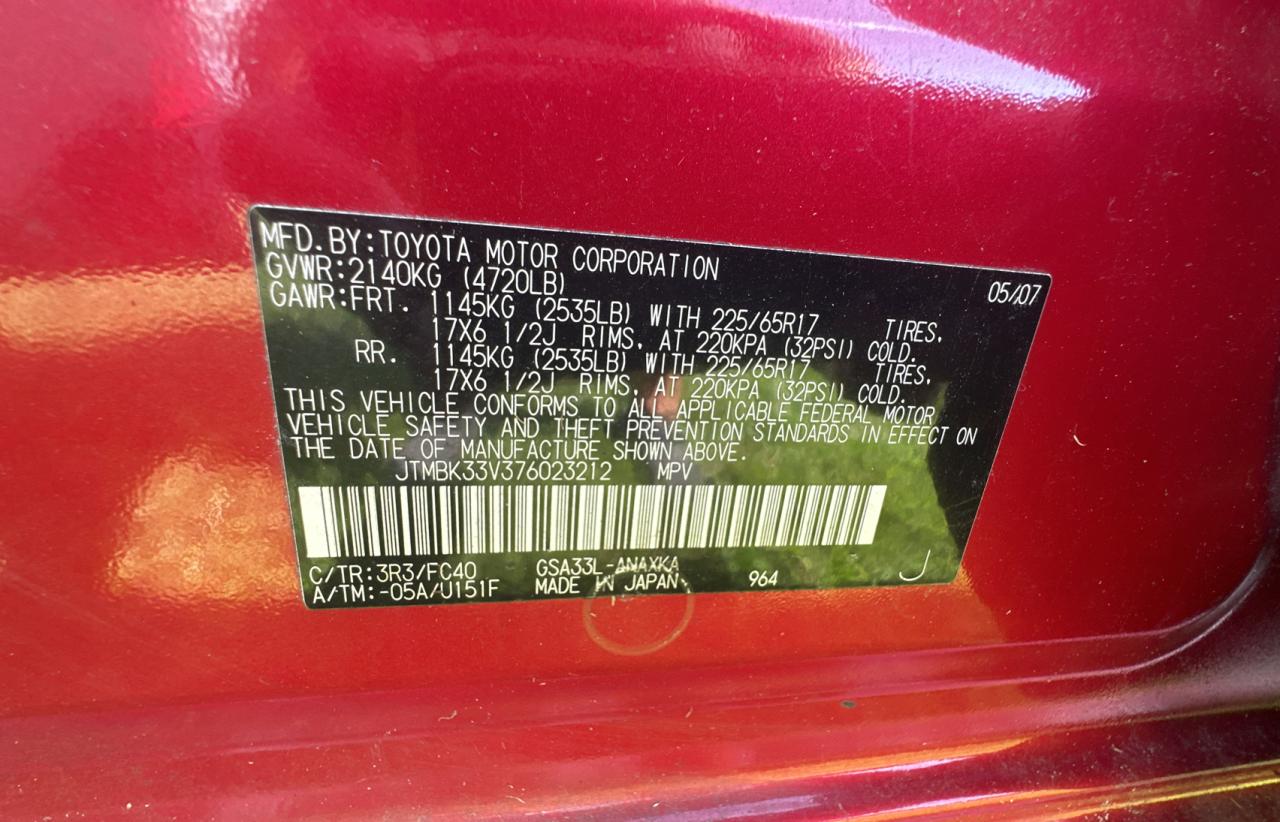 MFD. BY: TOYOTA MOTOR CORPORATION 05/07
GVWR: 2140KG (4720LB)
GAWR: FRT. 1145KG (2535LB) WITH 225/65R17 TIRES,
17X6 1/2J RIMS, AT 220KPA (32PSI) COLD.
RR. 1145KG (2535LB) WITH 225/65R17 TIRES,
17X6 1/2J RIMS, AT 220KPA (32PSI) COLD.
THIS VEHICLE CONFORMS TO ALL APPLICABLE FEDERAL MOTOR
VEHICLE SAFETY AND THEFT PREVENTION STANDARDS IN EFFECT ON
THE DATE OF MANUFACTURE SHOWN ABOVE.
JTMBK33V376023212 MPV
C/TR: 3R3/FC40 GSA33L-ANAXKA
A/TM: -05A/U151F MADE IN JAPAN 964 J